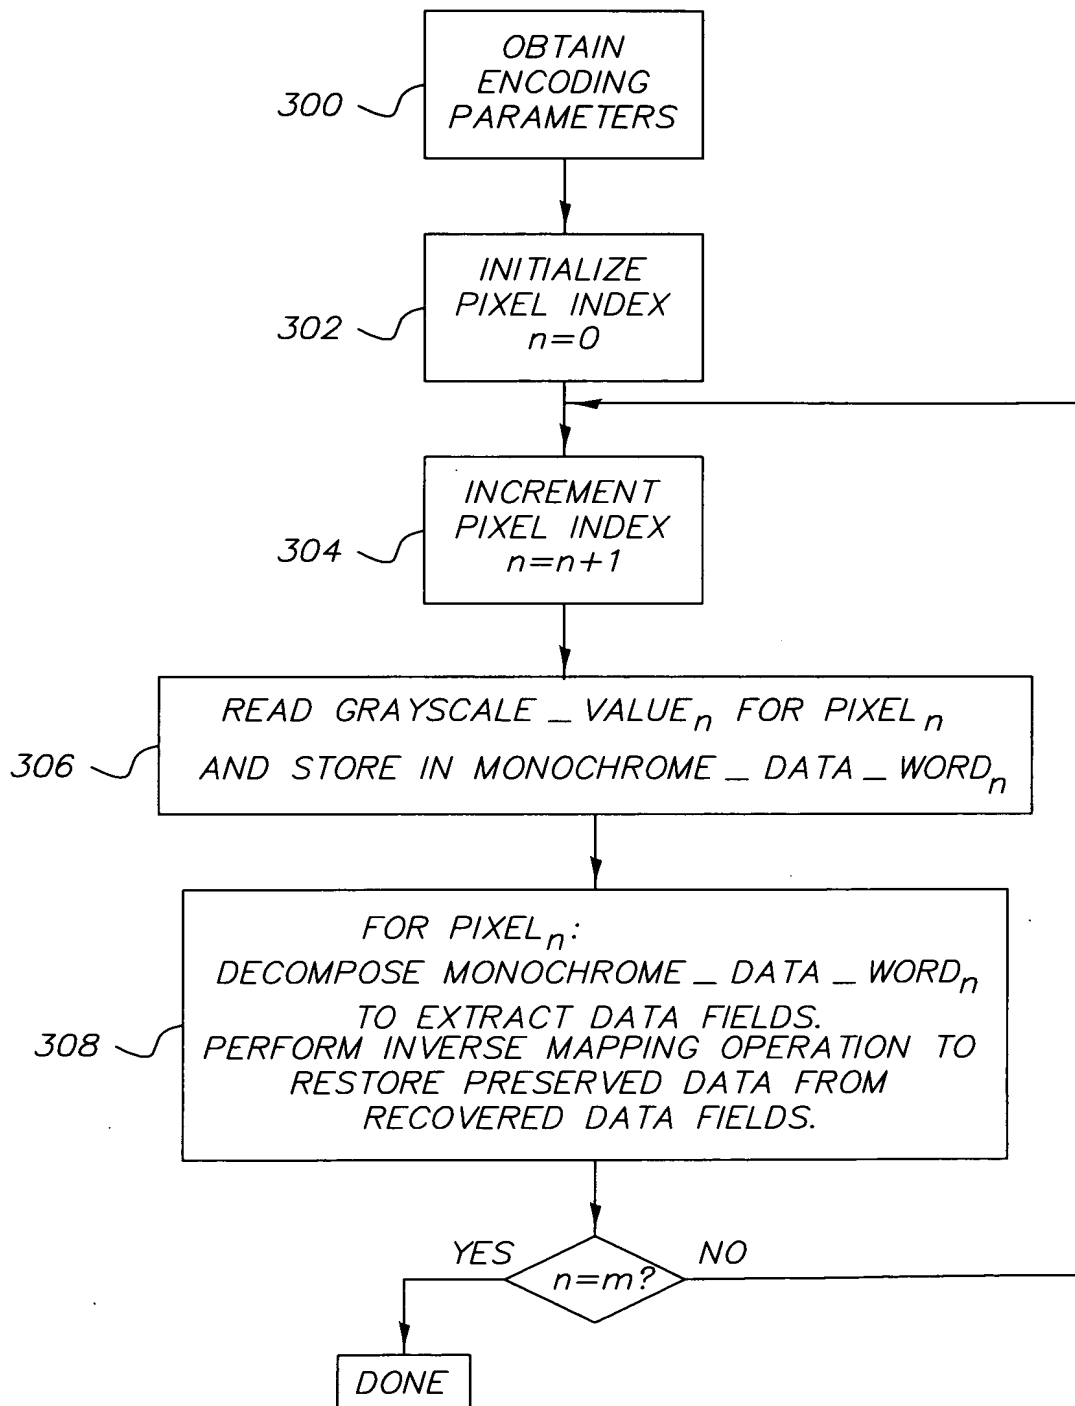 OBTAIN
ENCODING
PARAMETERS
300
INITIALIZE
PIXEL INDEX
n=0
302
INCREMENT
PIXEL INDEX
n=n+1
304
READ GRAYSCALE_VALUEn FOR PIXELn
AND STORE IN MONOCHROME_DATA_WORDn
306
FOR PIXELn:
DECOMPOSE MONOCHROME_DATA_WORDn
TO EXTRACT DATA FIELDS.
PERFORM INVERSE MAPPING OPERATION TO
RESTORE PRESERVED DATA FROM
RECOVERED DATA FIELDS.
308
YES
n=m?
NO
DONE